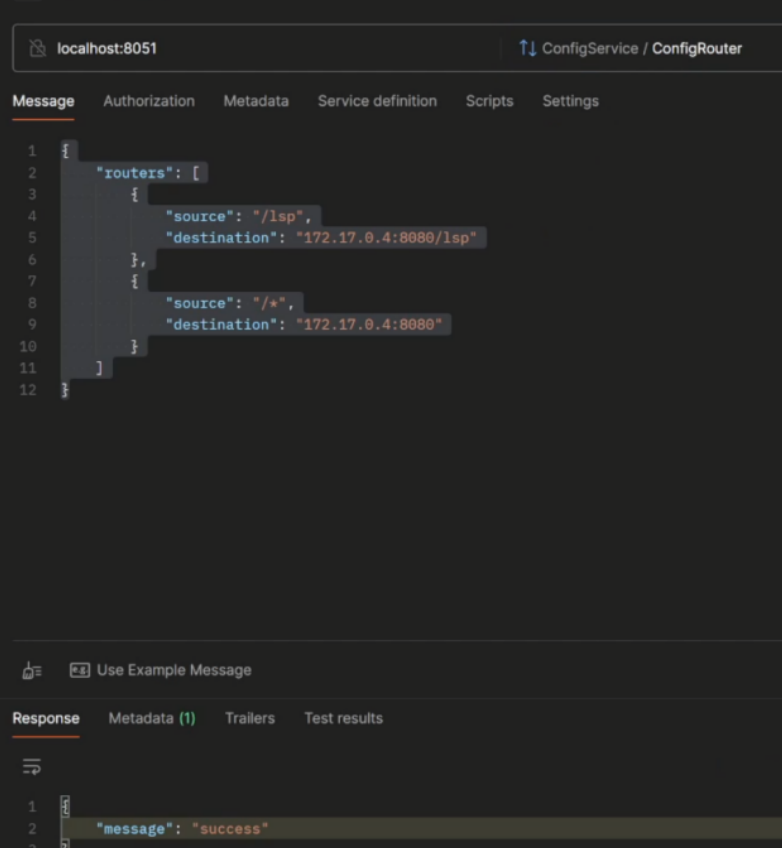 localhost:8051 ConfigService / ConfigRouter
Message Authorization Metadata Service definition Scripts Settings
1 {
2 "routers": [
3 {
4 "source": "/lsp",
5 "destination": "172.17.0.4:8080/lsp"
6 },
7 {
8 "source": "/*",
9 "destination": "172.17.0.4:8080"
10 }
11 ]
12 }
e.g. Use Example Message
Response Metadata (1) Trailers Test results
1 {
2 "message": "success"
3 }